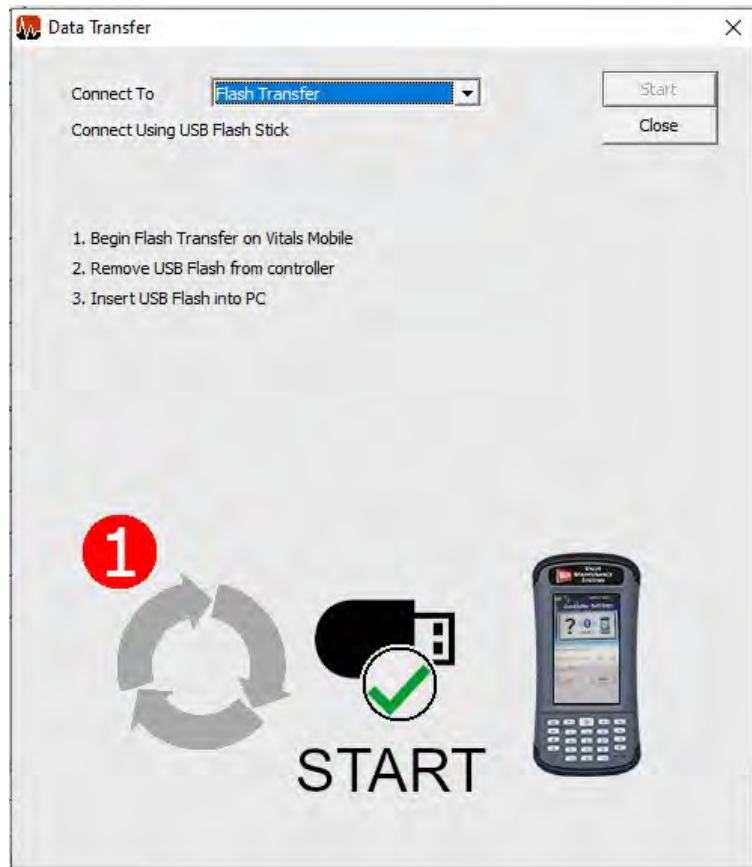 Data Transfer
Connect To
Flash Transfer
Start
Connect Using USB Flash Stick
Close
1. Begin Flash Transfer on Vitals Mobile
2. Remove USB Flash from controller
3. Insert USB Flash into PC
1
START